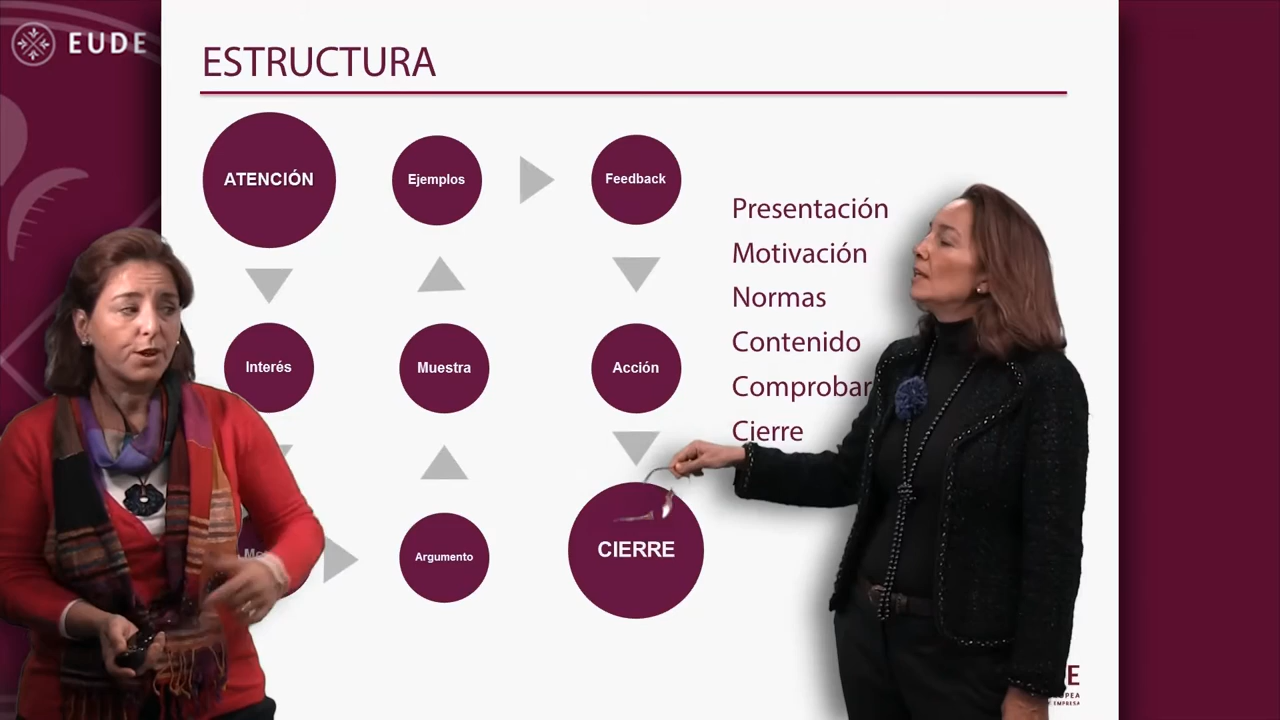 EUDE
ESTRUCTURA
ATENCIÓN
Ejemplos
Feedback
Interés
Muestra
Acción
Argumento
CIERRE
Presentación
Motivación
Normas
Contenido
Comprobar
Cierre